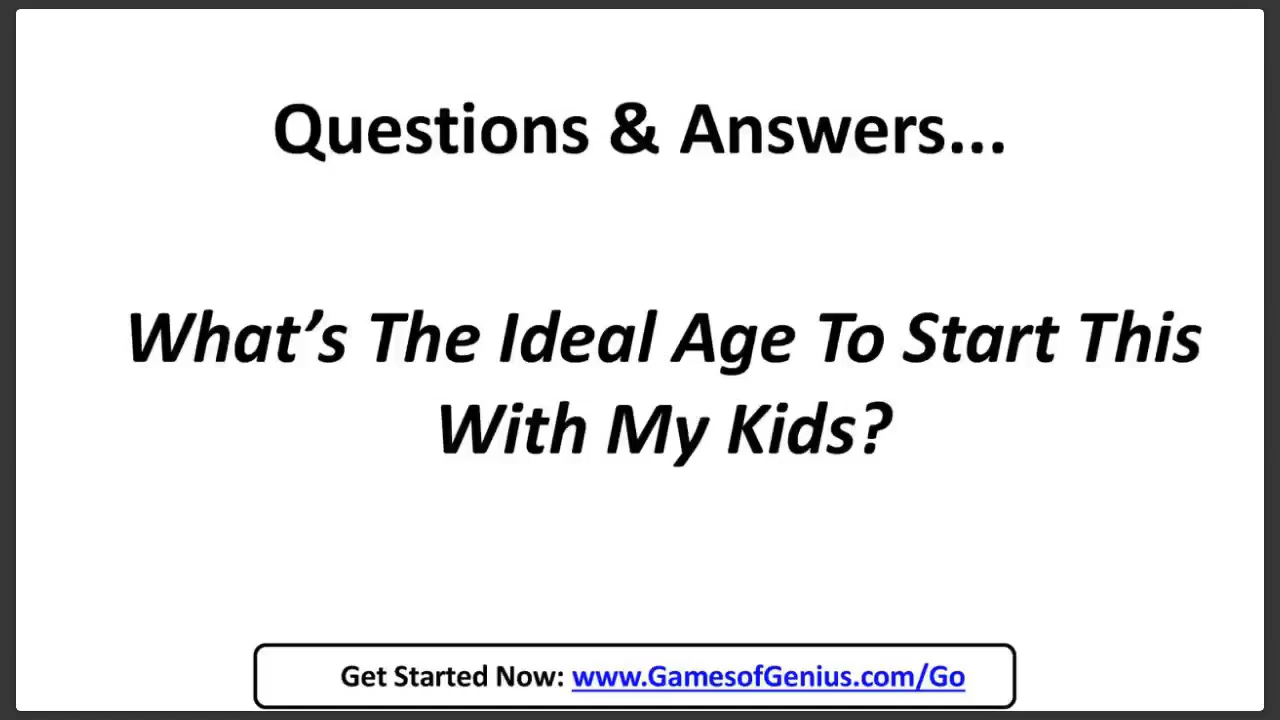 Questions & Answers...
What’s The Ideal Age To Start This
With My Kids?
Get Started Now: www.GamesofGenius.com/Go